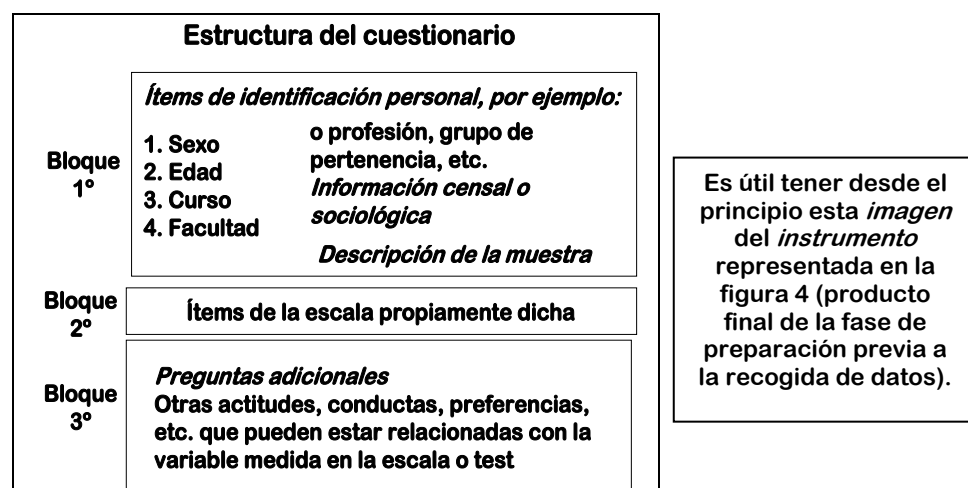 Estructura del cuestionario
Bloque
1º
Ítems de identificación personal, por ejemplo:
1. Sexo
2. Edad
3. Curso
4. Facultad
o profesión, grupo de
pertenencia, etc.
Información censal o
sociológica
Descripción de la muestra
Bloque
2º
Ítems de la escala propiamente dicha
Bloque
3º
Preguntas adicionales
Otras actitudes, conductas, preferencias,
etc. que pueden estar relacionadas con la
variable medida en la escala o test
Es útil tener desde el
principio esta imagen
del instrumento
representada en la
figura 4 (producto
final de la fase de
preparación previa a
la recogida de datos).